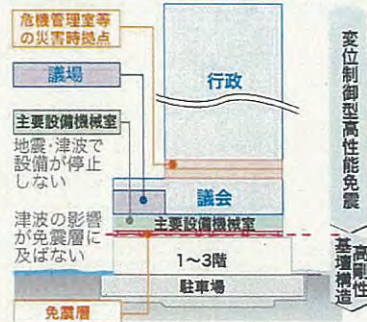 危機管理室等
の災害時拠点
行政
議場
主要設備機械室
地震・津波で
設備が停止
しない
議会
主要設備機械室
津波の影響
が免震層に
及ばない
1～3階
駐車場
免震層
変位制御型高性能免震
高剛性
基壇構造